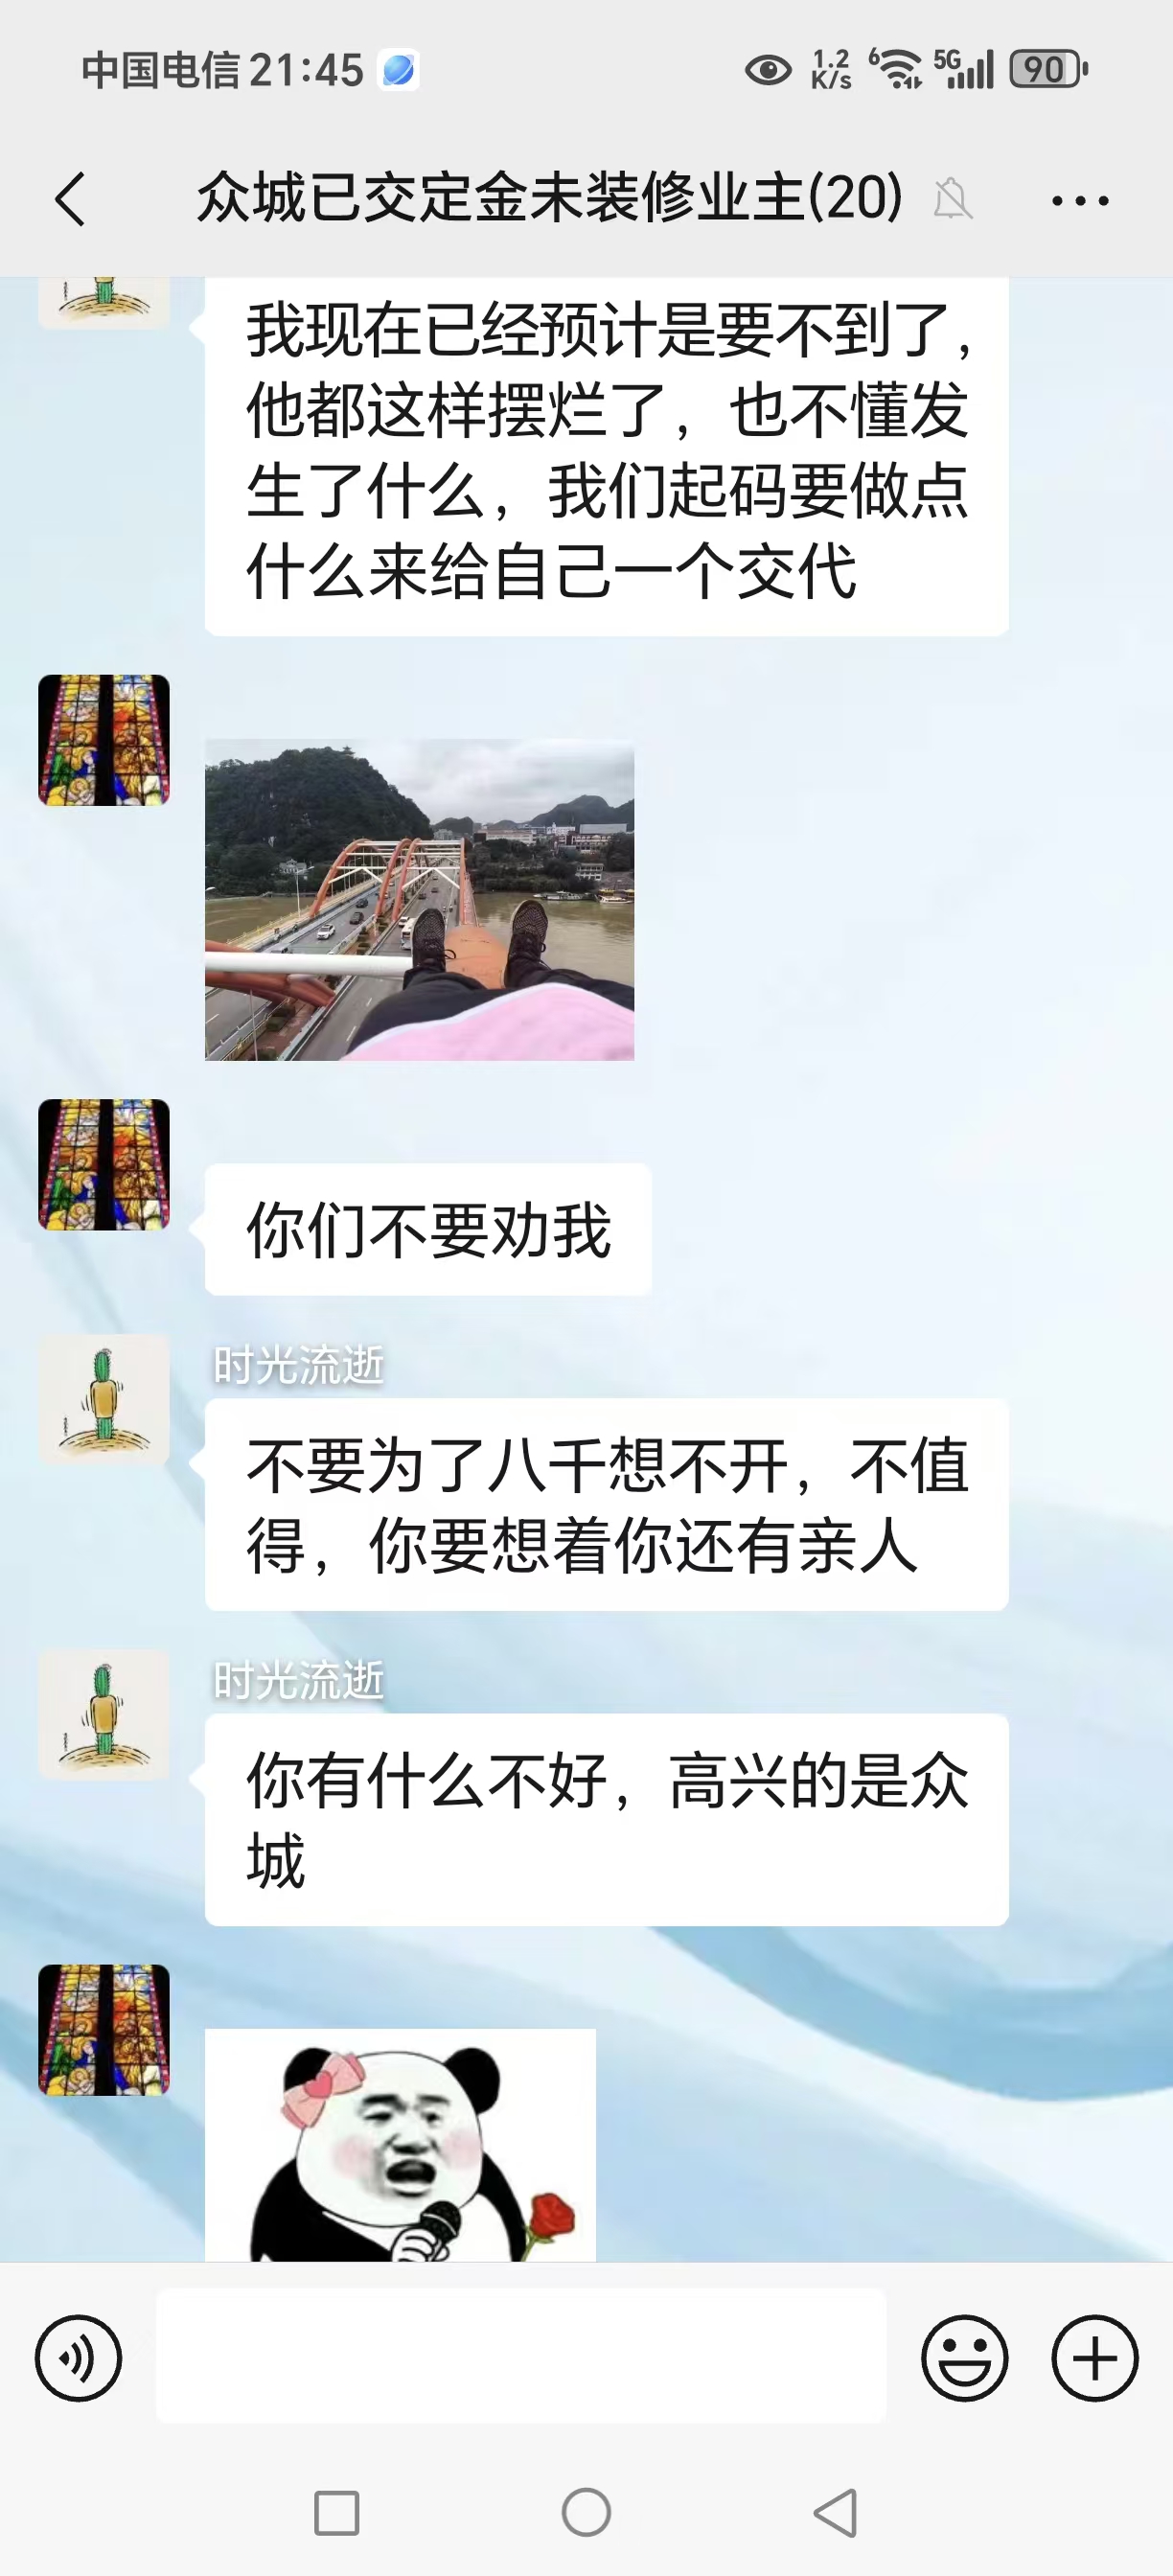 中国电信 21:45
1.2 K/s
6
5G
90
众城已交定金未装修业主(20)
我现在已经预计是要不到了,
他都这样摆烂了，也不懂发
生了什么，我们起码要做点
什么来给自己一个交代
你们不要劝我
时光流逝
不要为了八千想不开，不值
得，你要想着你还有亲人
时光流逝
你有什么不好，高兴的是众
城